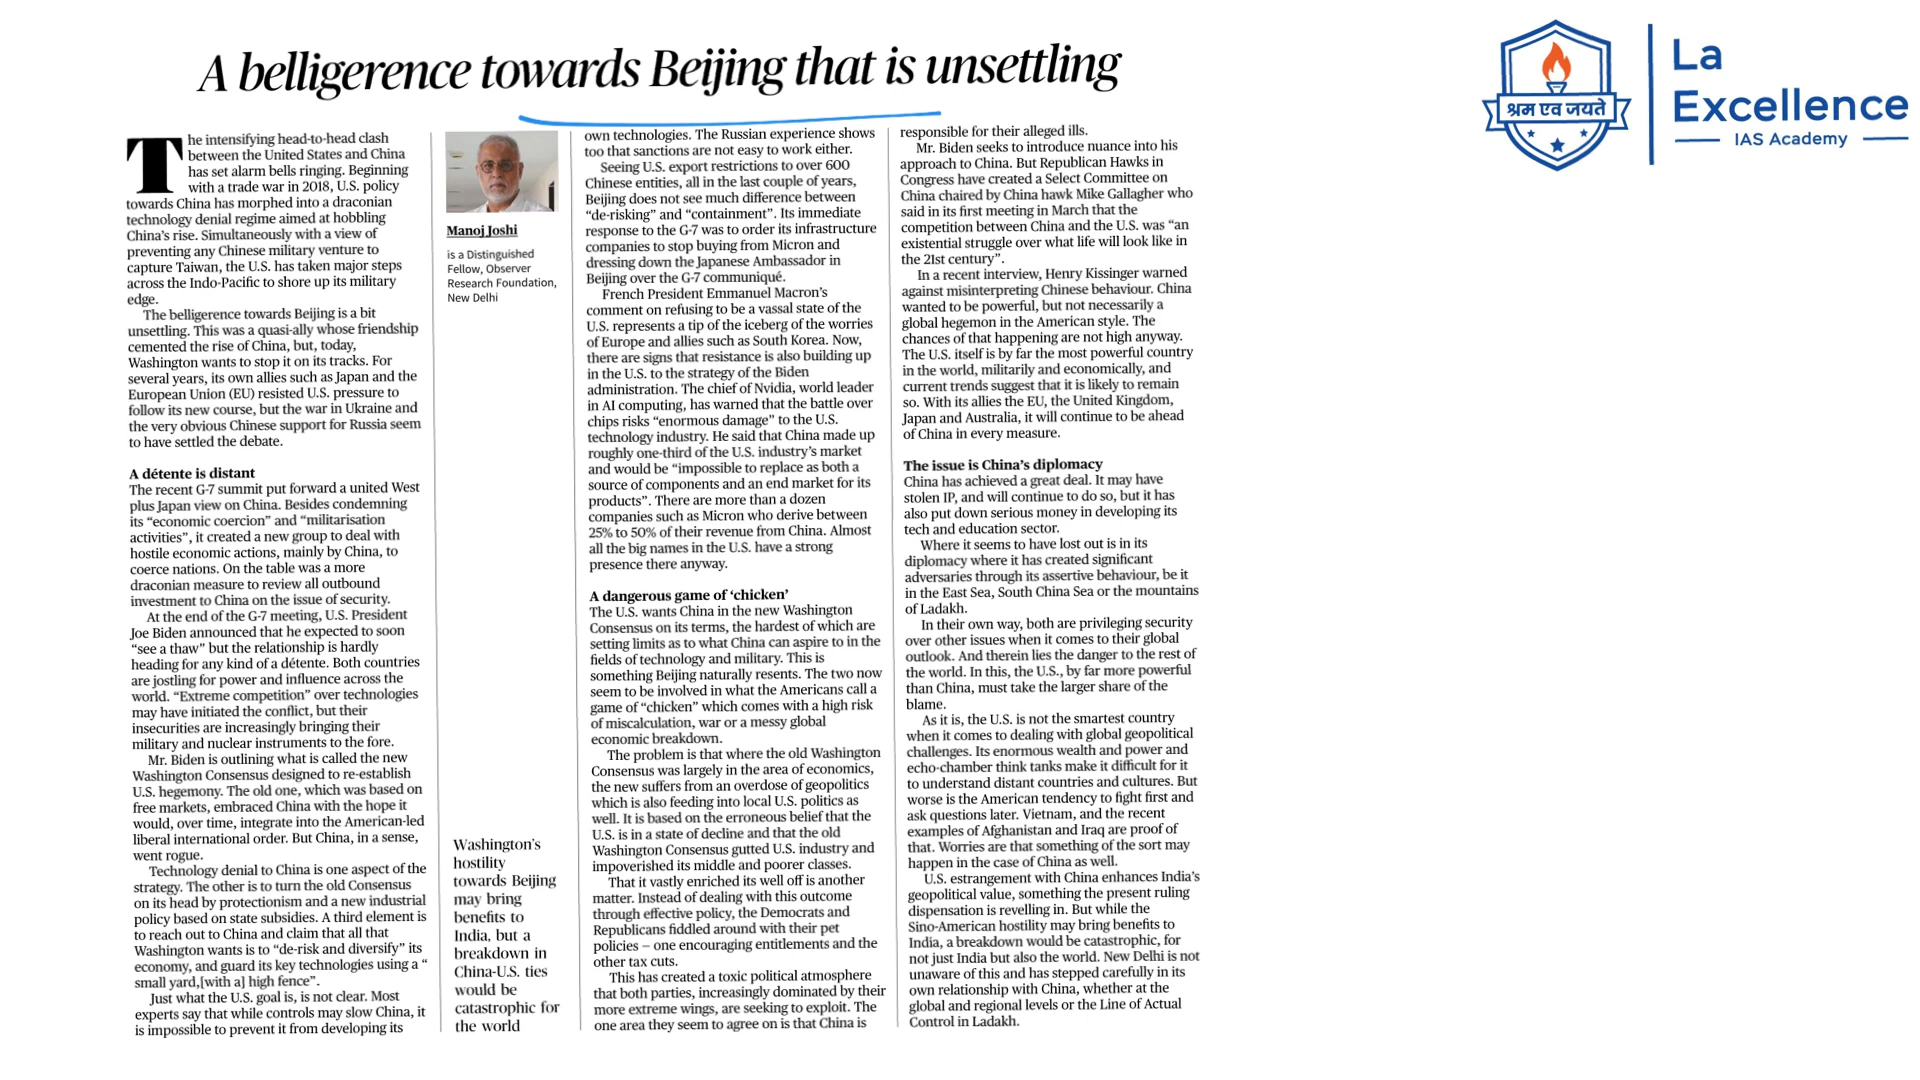 A belligerence towards Beijing that is unsettling
The intensifying head-to-head clash
between the United States and China
has set alarm bells ringing. Beginning
with a trade war in 2018, U.S. policy
towards China has morphed into a draconian
technology denial regime aimed at hobbling
China's rise. Simultaneously with a view of
preventing any Chinese military venture to
capture Taiwan, the U.S. has taken major steps
across the Indo-Pacific to shore up its military
edge.
The belligerence towards Beijing is a bit
unsettling. This was a quasi-ally whose friendship
cemented the rise of China, but, today,
Washington wants to stop it on its tracks. For
several years, its own allies such as Japan and the
European Union (EU) resisted U.S. pressure to
follow its new course, but the war in Ukraine and
the very obvious Chinese support for Russia seem
to have settled the debate.
A détente is distant
The recent G-7 summit put forward a united West
plus Japan view on China. Besides condemning
its “economic coercion” and “militarisation
activities”, it created a new group to deal with
hostile economic actions, mainly by China, to
coerce nations. On the table was a more
draconian measure to review all outbound
investment to China on the issue of security.
At the end of the G-7 meeting, U.S. President
Joe Biden announced that he expected to soon
“see a thaw” but the relationship is hardly
heading for any kind of a détente. Both countries
are jostling for power and influence across the
world. “Extreme competition” over technologies
may have initiated the conflict, but their
insecurities are increasingly bringing their
military and nuclear instruments to the fore.
Mr. Biden is outlining what is called the new
Washington Consensus designed to re-establish
U.S. hegemony. The old one, which was based on
free markets, embraced China with the hope it
would, over time, integrate into the American-led
liberal international order. But China, in a sense,
went rogue.
Technology denial to China is one aspect of the
strategy. The other is to turn the old Consensus
on its head by protectionism and a new industrial
policy based on state subsidies. A third element is
to reach out to China and claim that all that
Washington wants is to “de-risk and diversify” its
economy, and guard its key technologies using a “
small yard,[with a] high fence”.
Just what the U.S. goal is, is not clear. Most
experts say that while controls may slow China, it
is impossible to prevent it from developing its
Manoj Joshi
is a Distinguished
Fellow, Observer
Research Foundation,
New Delhi
Washington's
hostility
towards Beijing
may bring
benefits to
India, but a
breakdown in
China-U.S. ties
would be
catastrophic for
the world
own technologies. The Russian experience shows
too that sanctions are not easy to work either.
Seeing U.S. export restrictions to over 600
Chinese entities, all in the last couple of years,
Beijing does not see much difference between
“de-risking” and “containment”. Its immediate
response to the G-7 was to order its infrastructure
companies to stop buying from Micron and
dressing down the Japanese Ambassador in
Beijing over the G-7 communiqué.
French President Emmanuel Macron's
comment on refusing to be a vassal state of the
U.S. represents a tip of the iceberg of the worries
of Europe and allies such as South Korea. Now,
there are signs that resistance is also building up
in the U.S. to the strategy of the Biden
administration. The chief of Nvidia, world leader
in AI computing, has warned that the battle over
chips risks “enormous damage” to the U.S.
technology industry. He said that China made up
roughly one-third of the U.S. industry's market
and would be “impossible to replace as both a
source of components and an end market for its
products”. There are more than a dozen
companies such as Micron who derive between
25% to 50% of their revenue from China. Almost
all the big names in the U.S. have a strong
presence there anyway.
A dangerous game of ‘chicken’
The U.S. wants China in the new Washington
Consensus on its terms, the hardest of which are
setting limits as to what China can aspire to in the
fields of technology and military. This is
something Beijing naturally resents. The two now
seem to be involved in what the Americans call a
game of “chicken” which comes with a high risk
of miscalculation, war or a messy global
economic breakdown.
The problem is that where the old Washington
Consensus was largely in the area of economics,
the new suffers from an overdose of geopolitics
which is also feeding into local U.S. politics as
well. It is based on the erroneous belief that the
U.S. is in a state of decline and that the old
Washington Consensus gutted U.S. industry and
impoverished its middle and poorer classes.
That it vastly enriched its well off is another
matter. Instead of dealing with this outcome
through effective policy, the Democrats and
Republicans fiddled around with their pet
policies – one encouraging entitlements and the
other tax cuts.
This has created a toxic political atmosphere
that both parties, increasingly dominated by their
more extreme wings, are seeking to exploit. The
one area they seem to agree on is that China is
responsible for their alleged ills.
Mr. Biden seeks to introduce nuance into his
approach to China. But Republican Hawks in
Congress have created a Select Committee on
China chaired by China hawk Mike Gallagher who
said in its first meeting in March that the
competition between China and the U.S. was “an
existential struggle over what life will look like in
the 21st century”.
In a recent interview, Henry Kissinger warned
against misinterpreting Chinese behaviour. China
wanted to be powerful, but not necessarily a
global hegemon in the American style. The
chances of that happening are not high anyway.
The U.S. itself is by far the most powerful country
in the world, militarily and economically, and
current trends suggest that it is likely to remain
so. With its allies the EU, the United Kingdom,
Japan and Australia, it will continue to be ahead
of China in every measure.
The issue is China's diplomacy
China has achieved a great deal. It may have
stolen IP, and will continue to do so, but it has
also put down serious money in developing its
tech and education sector.
Where it seems to have lost out is in its
diplomacy where it has created significant
adversaries through its assertive behaviour, be it
in the East Sea, South China Sea or the mountains
of Ladakh.
In their own way, both are privileging security
over other issues when it comes to their global
outlook. And therein lies the danger to the rest of
the world. In this, the U.S., by far more powerful
than China, must take the larger share of the
blame.
As it is, the U.S. is not the smartest country
when it comes to dealing with global geopolitical
challenges. Its enormous wealth and power and
echo-chamber think tanks make it difficult for it
to understand distant countries and cultures. But
worse is the American tendency to fight first and
ask questions later. Vietnam, and the recent
examples of Afghanistan and Iraq are proof of
that. Worries are that something of the sort may
happen in the case of China as well.
U.S. estrangement with China enhances India's
geopolitical value, something the present ruling
dispensation is revelling in. But while the
Sino-American hostility may bring benefits to
India, a breakdown would be catastrophic, for
not just India but also the world. New Delhi is not
unaware of this and has stepped carefully in its
own relationship with China, whether at the
global and regional levels or the Line of Actual
Control in Ladakh.
श्रम एव जयते
La
Excellence
IAS Academy